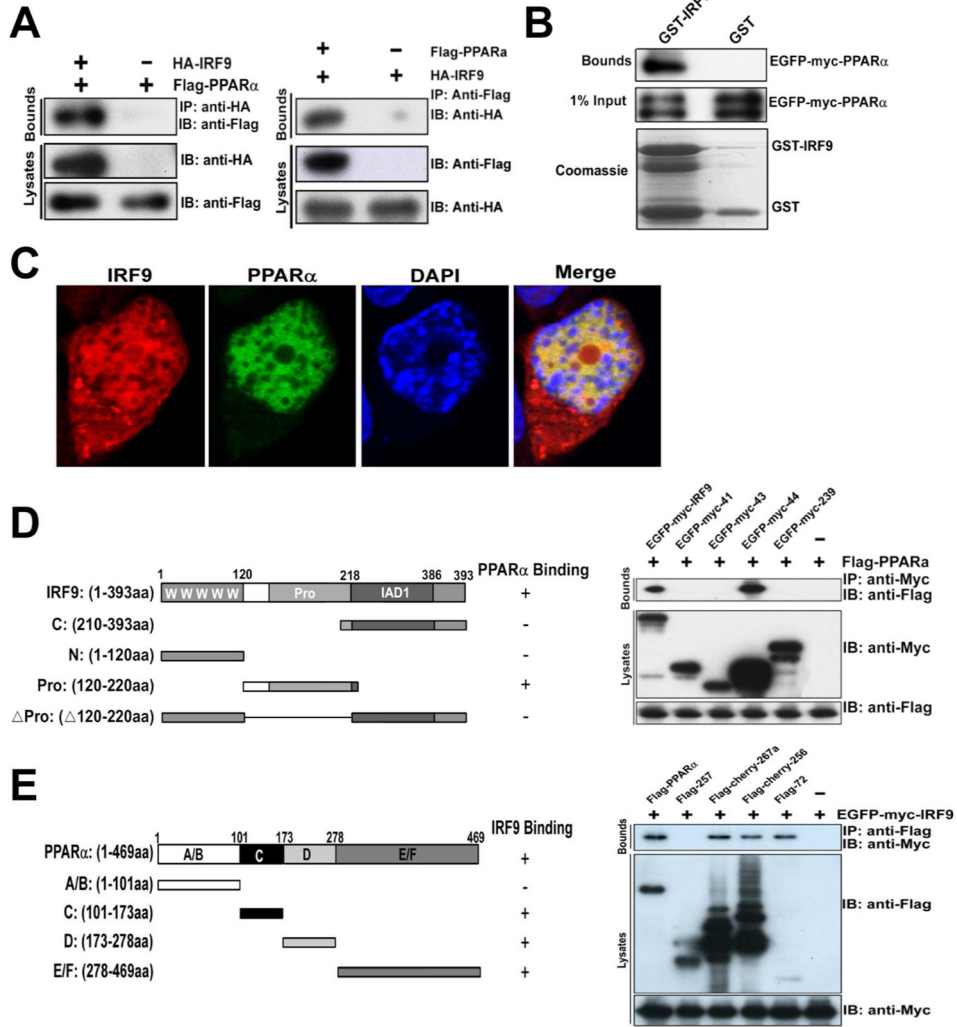 A
+ − HA-IRF9
+ + Flag-PPARα
Bounds
IP: anti-HA
IB: anti-Flag
Lysates
IB: anti-HA
IB: anti-Flag
+ − Flag-PPARa
+ + HA-IRF9
Bounds
IP: Anti-Flag
IB: Anti-HA
Lysates
IB: Anti-Flag
IB: Anti-HA
B
GST
Bounds EGFP-myc-PPARα
1% Input EGFP-myc-PPARα
Coomassie
GST-IRF9
GST
C
IRF9 PPARα DAPI Merge
D
1 120 218 386 393 PPARα Binding
IRF9: (1-393aa) W W W W W Pro IAD1 +
C: (210-393aa) -
N: (1-120aa) -
Pro: (120-220aa) +
△Pro: (△120-220aa) -
EGFP-myc-IRF9
EGFP-myc-41
EGFP-myc-43
EGFP-myc-44
EGFP-myc-239
−
+ + + + + + Flag-PPARa
Bounds
IP: anti-Myc
IB: anti-Flag
Lysates
IB: anti-Myc
IB: anti-Flag
E
1 101 173 278 469 IRF9 Binding
PPARα: (1-469aa) A/B C D E/F +
A/B: (1-101aa) -
C: (101-173aa) +
D: (173-278aa) +
E/F: (278-469aa) +
Flag-PPARα
Flag-257
Flag-cherry-267a
Flag-cherry-256
Flag-72
−
+ + + + + + EGFP-myc-IRF9
Bounds
IP: anti-Flag
IB: anti-Myc
Lysates
IB: anti-Flag
IB: anti-Myc